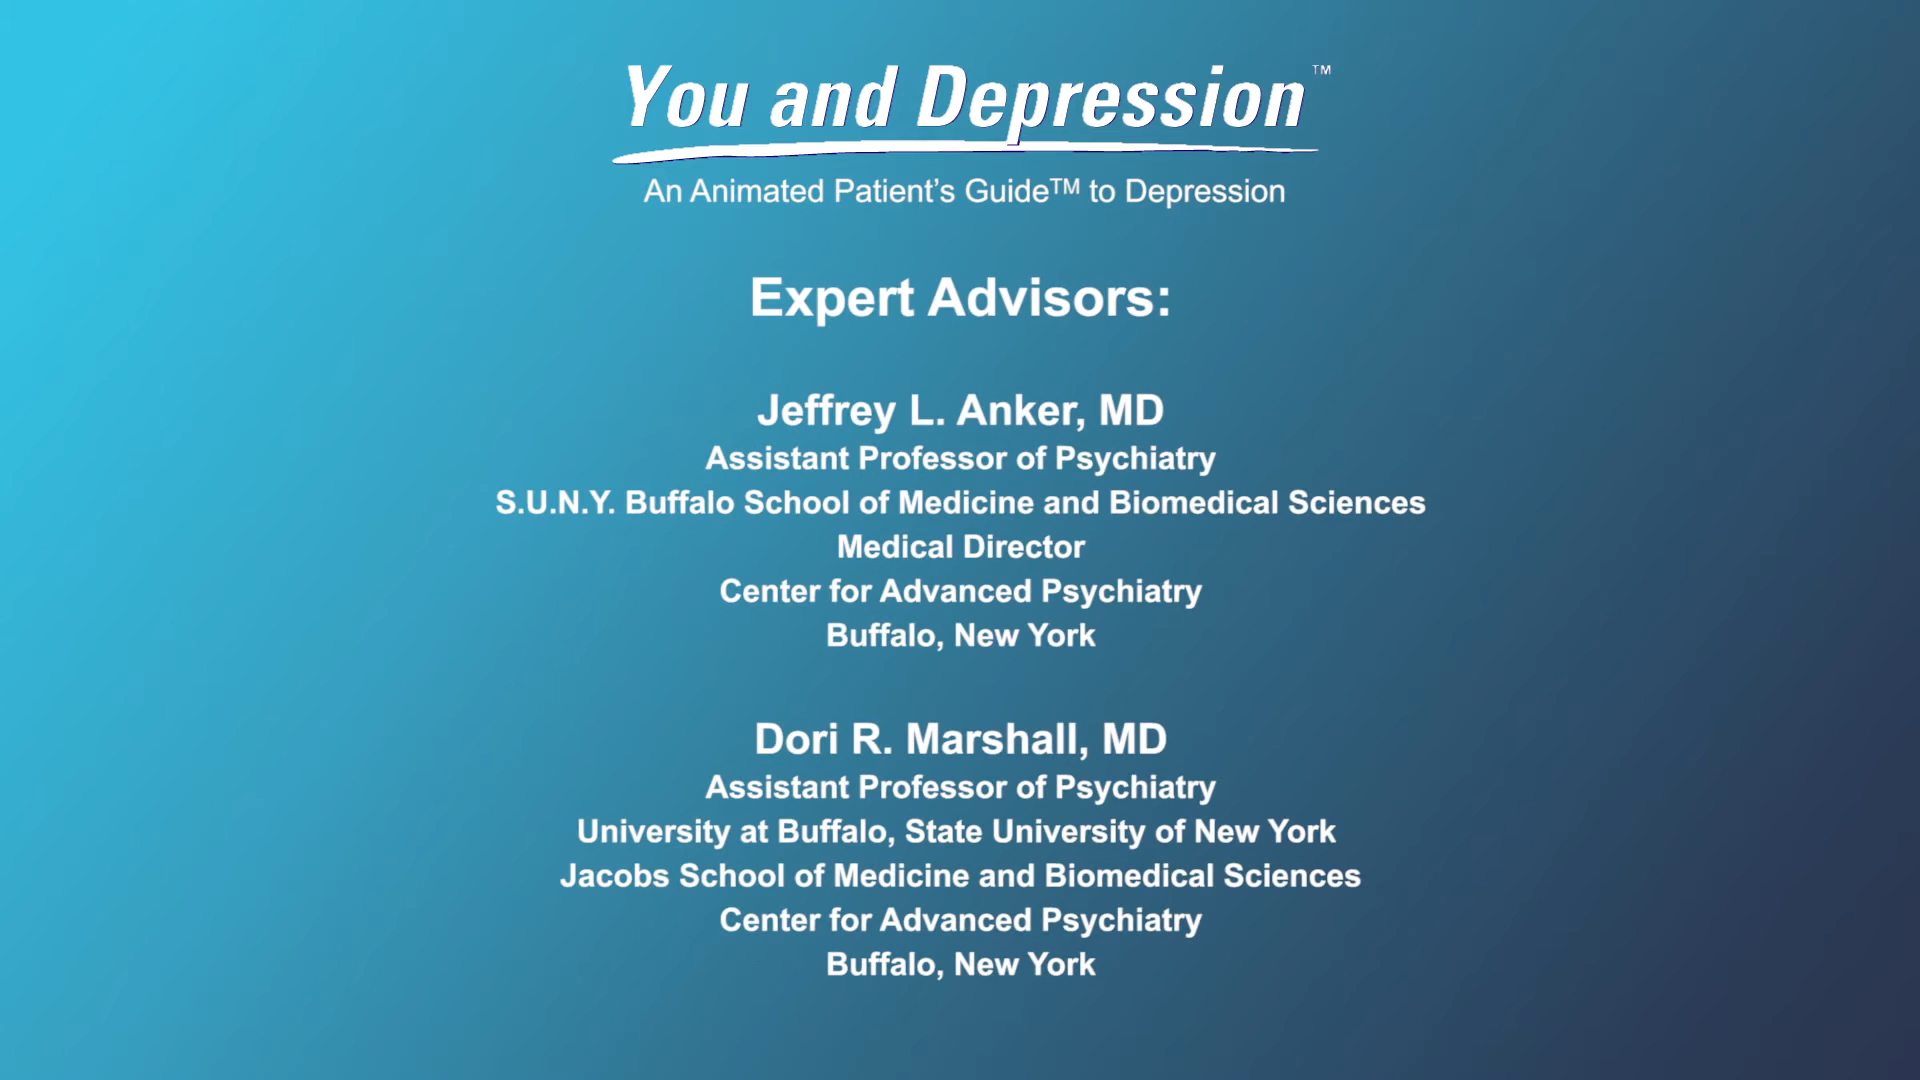 You and Depression™
An Animated Patient’s Guide™ to Depression
Expert Advisors:
Jeffrey L. Anker, MD
Assistant Professor of Psychiatry
S.U.N.Y. Buffalo School of Medicine and Biomedical Sciences
Medical Director
Center for Advanced Psychiatry
Buffalo, New York
Dori R. Marshall, MD
Assistant Professor of Psychiatry
University at Buffalo, State University of New York
Jacobs School of Medicine and Biomedical Sciences
Center for Advanced Psychiatry
Buffalo, New York